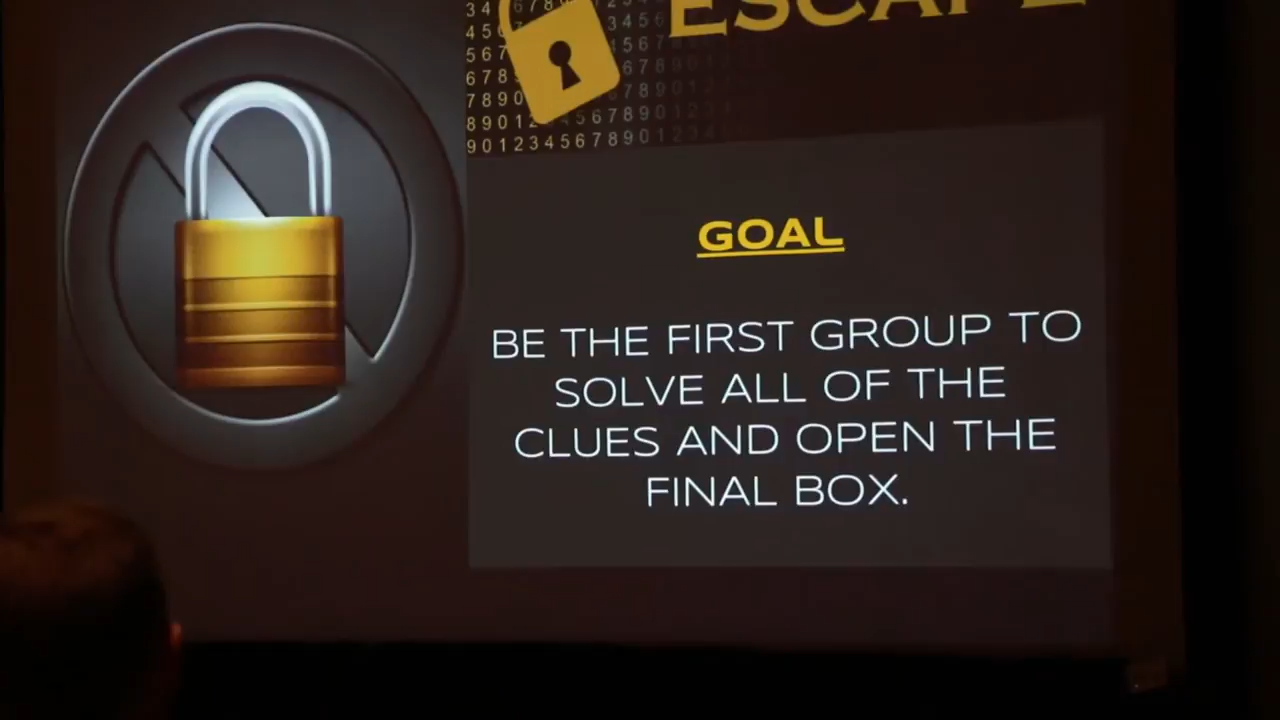 ESCAPE
GOAL
BE THE FIRST GROUP TO
SOLVE ALL OF THE
CLUES AND OPEN THE
FINAL BOX.